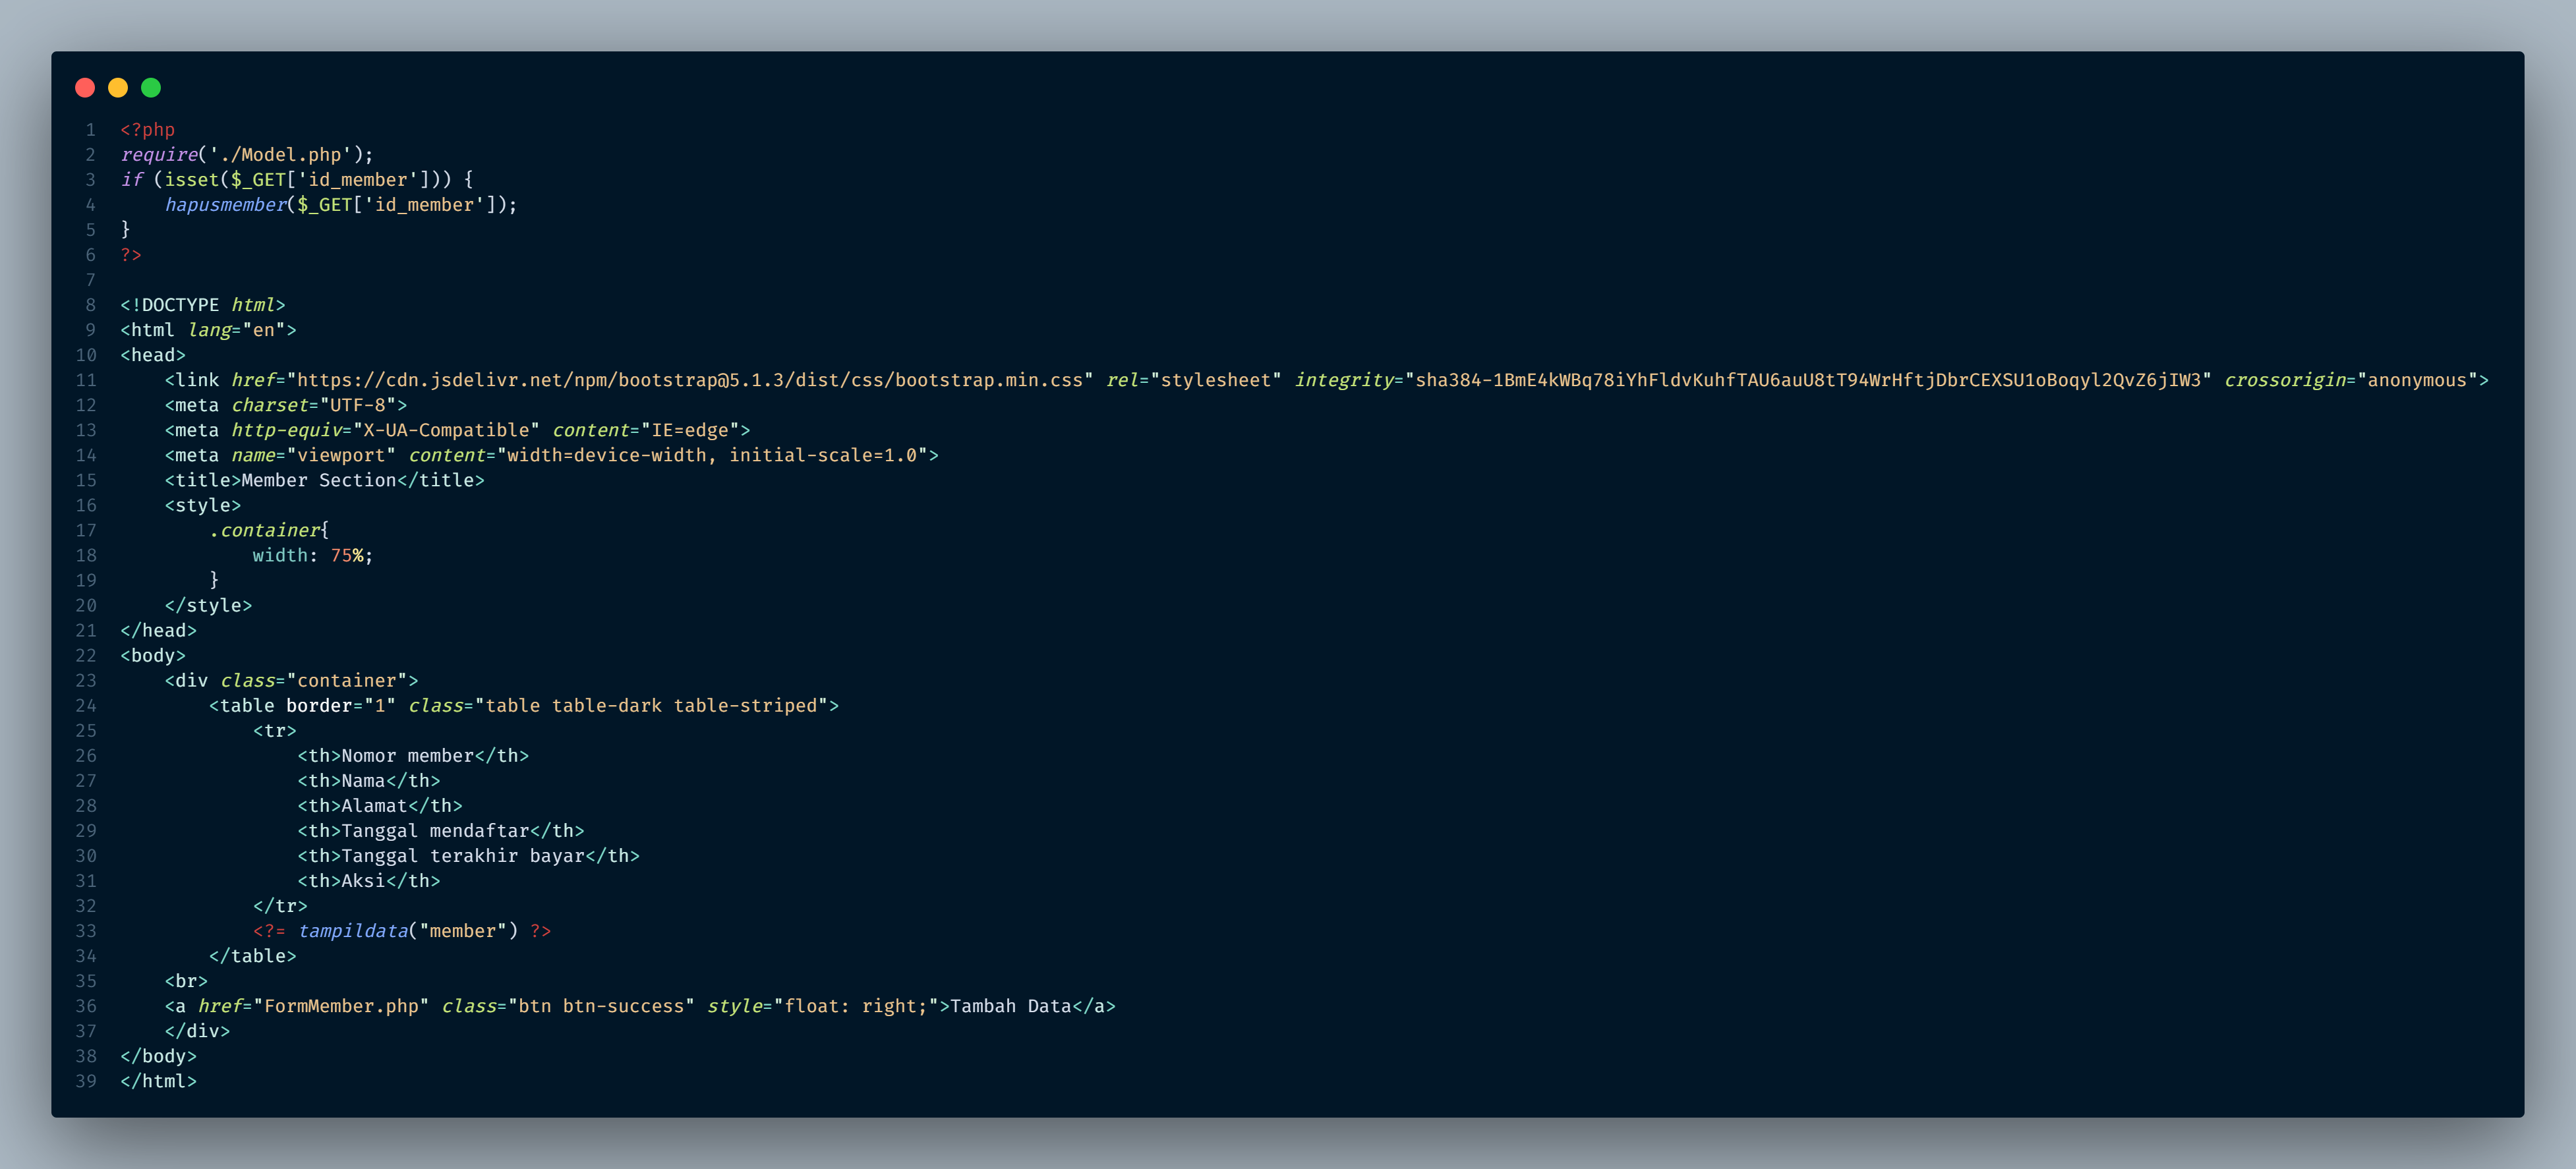 1 <?php
2 require('./Model.php');
3 if (isset($_GET['id_member'])) {
4     hapusmember($_GET['id_member']);
5 }
6 ?>
7
8 <!DOCTYPE html>
9 <html lang="en">
10 <head>
11     <link href="https://cdn.jsdelivr.net/npm/bootstrap@5.1.3/dist/css/bootstrap.min.css" rel="stylesheet" integrity="sha384-1BmE4kWBq78iYhFldvKuhfTAU6auU8tT94WrHftjDbrCEXSU1oBoqyl2QvZ6jIW3" crossorigin="anonymous">
12     <meta charset="UTF-8">
13     <meta http-equiv="X-UA-Compatible" content="IE=edge">
14     <meta name="viewport" content="width=device-width, initial-scale=1.0">
15     <title>Member Section</title>
16     <style>
17         .container{
18             width: 75%;
19         }
20     </style>
21 </head>
22 <body>
23     <div class="container">
24         <table border="1" class="table table-dark table-striped">
25             <tr>
26                 <th>Nomor member</th>
27                 <th>Nama</th>
28                 <th>Alamat</th>
29                 <th>Tanggal mendaftar</th>
30                 <th>Tanggal terakhir bayar</th>
31                 <th>Aksi</th>
32             </tr>
33             <?= tampildata("member") ?>
34         </table>
35     <br>
36     <a href="FormMember.php" class="btn btn-success" style="float: right;">Tambah Data</a>
37     </div>
38 </body>
39 </html>